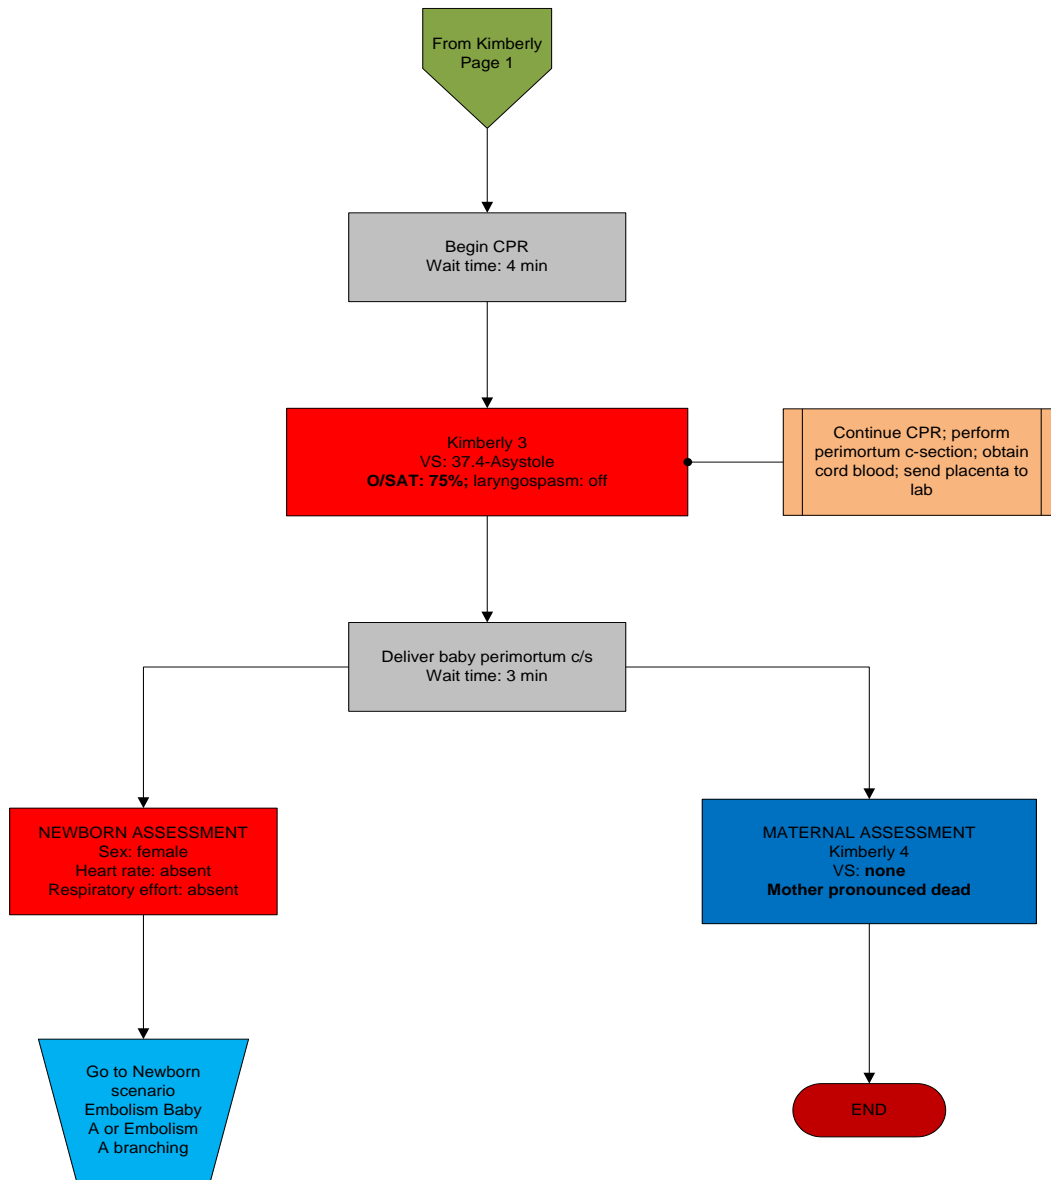 From Kimberly
Page 1
Begin CPR
Wait time: 4 min
Kimberly 3
VS: 37.4-Asystole
O/SAT: 75%; laryngospasm: off
Continue CPR; perform
perimortum c-section; obtain
cord blood; send placenta to
lab
Deliver baby perimortum c/s
Wait time: 3 min
NEWBORN ASSESSMENT
Sex: female
Heart rate: absent
Respiratory effort: absent
MATERNAL ASSESSMENT
Kimberly 4
VS: none
Mother pronounced dead
Go to Newborn
scenario
Embolism Baby
A or Embolism
A branching
END